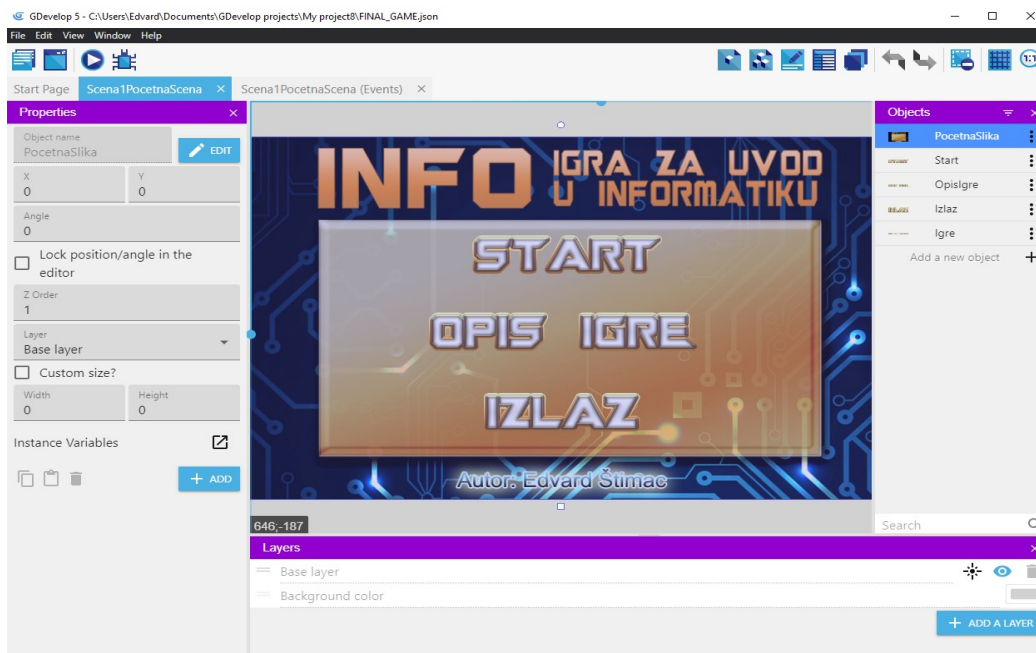 GDevelop 5 - C:\Users\Edvard\Documents\GDevelop projects\My project8\FINAL_GAME.json
File Edit View Window Help
1:1
Start Page Scena1PocetnaScena × Scena1PocetnaScena (Events) ×
Properties ×
Object name
PocetnaSlika
EDIT
X
0
Y
0
Angle
0
Lock position/angle in the
editor
Z Order
1
Layer
Base layer
Custom size?
Width
0
Height
0
Instance Variables
+ ADD
INFO IGRA ZA UVOD
U INFORMATIKU
START
OPIS IGRE
IZLAZ
Autor: Edvard Štimac
646;-187
Objects
PocetnaSlika
Start
OpisIgre
Izlaz
Igre
Add a new object +
Search
Layers
Base layer
Background color
+ ADD A LAYER